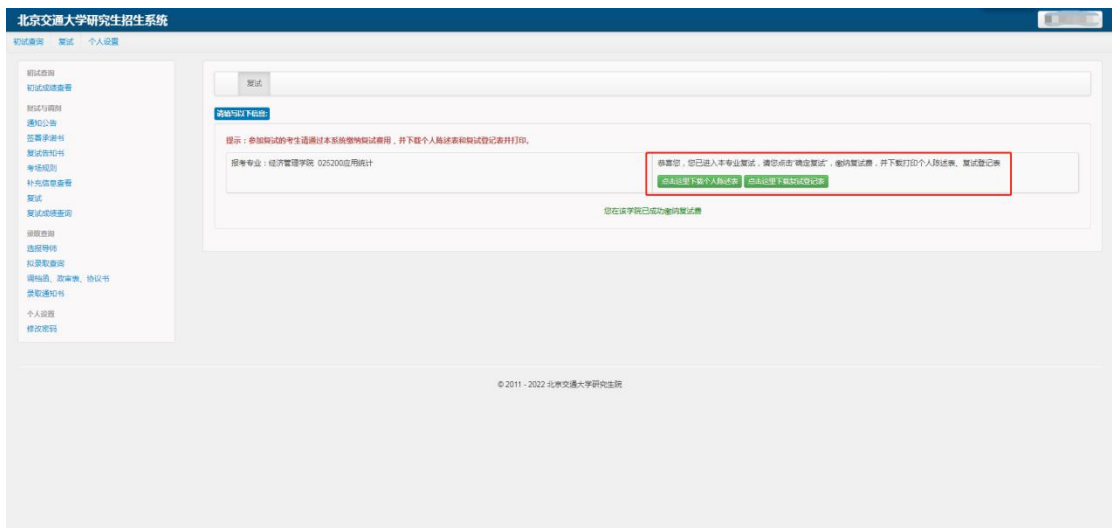 北京交通大学研究生招生系统
初试查询 复试 个人设置
初试查询
初试成绩查看
复试与调剂
通知公告
签署承诺书
复试告知书
考场规则
补充信息查看
复试
复试成绩查询
录取查询
选报导师
拟录取查询
调档函、政审表、协议书
录取通知书
个人设置
修改密码
复试
请填写以下信息:
提示:参加复试的考生请通过本系统缴纳复试费用,并下载个人陈述表和复试登记表并打印。
报考专业:经济管理学院 025200应用统计
恭喜您,您已进入本专业复试,请您点击“确定复试”,缴纳复试费,并下载打印个人陈述表、复试登记表
点击这里下载个人陈述表 点击这里下载复试登记表
您在该学院已成功缴纳复试费
© 2011 - 2022 北京交通大学研究生院